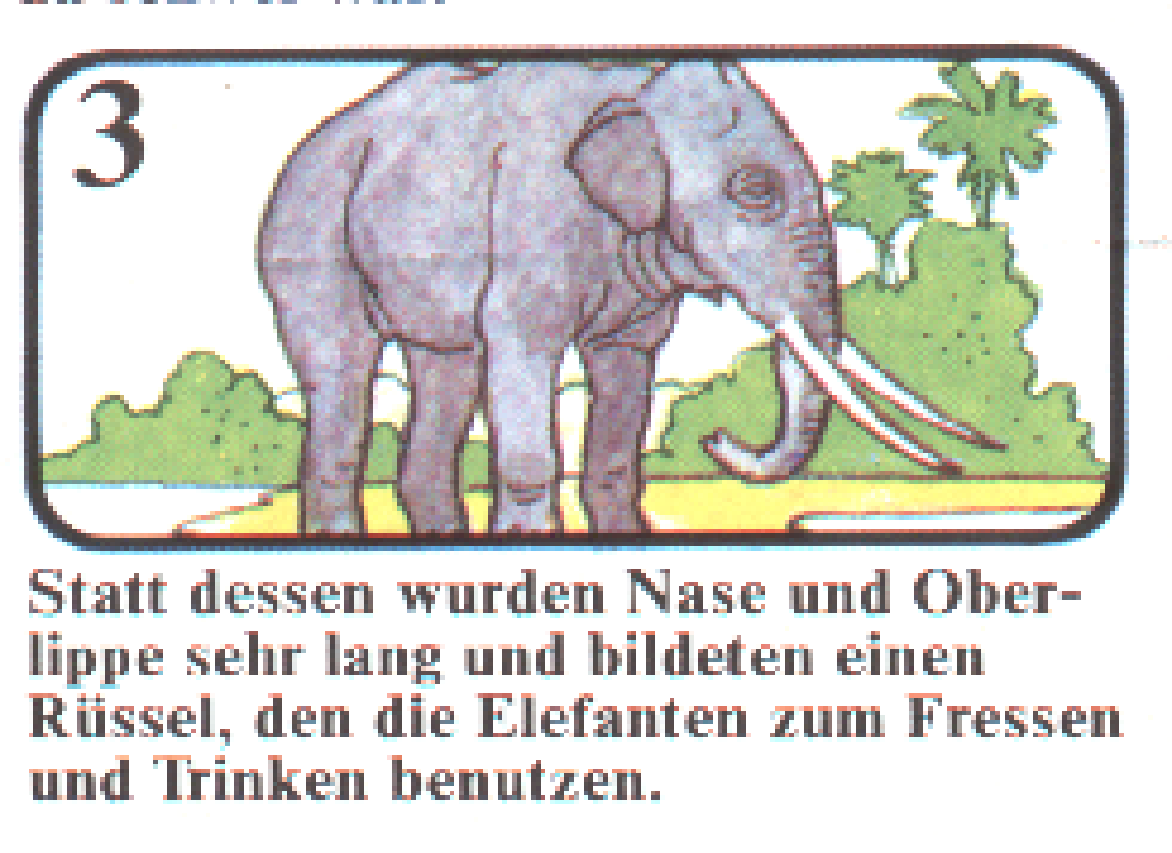 3
Statt dessen wurden Nase und Ober-
lippe sehr lang und bildeten einen
Rüssel, den die Elefanten zum Fressen
und Trinken benutzen.